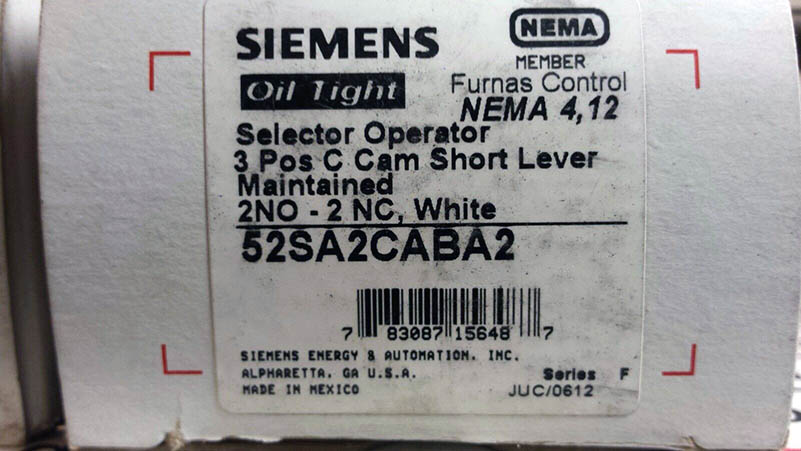 SIEMENS
NEMA
MEMBER
Oil Tight
Furnas Control
NEMA 4,12
Selector Operator
3 Pos C Cam Short Lever
Maintained
2NO - 2 NC, White
52SA2CABA2
7 83087 15648 7
SIEMENS ENERGY & AUTOMATION, INC.
ALPHARETTA, GA U.S.A.
MADE IN MEXICO
Series F
JUC/0612